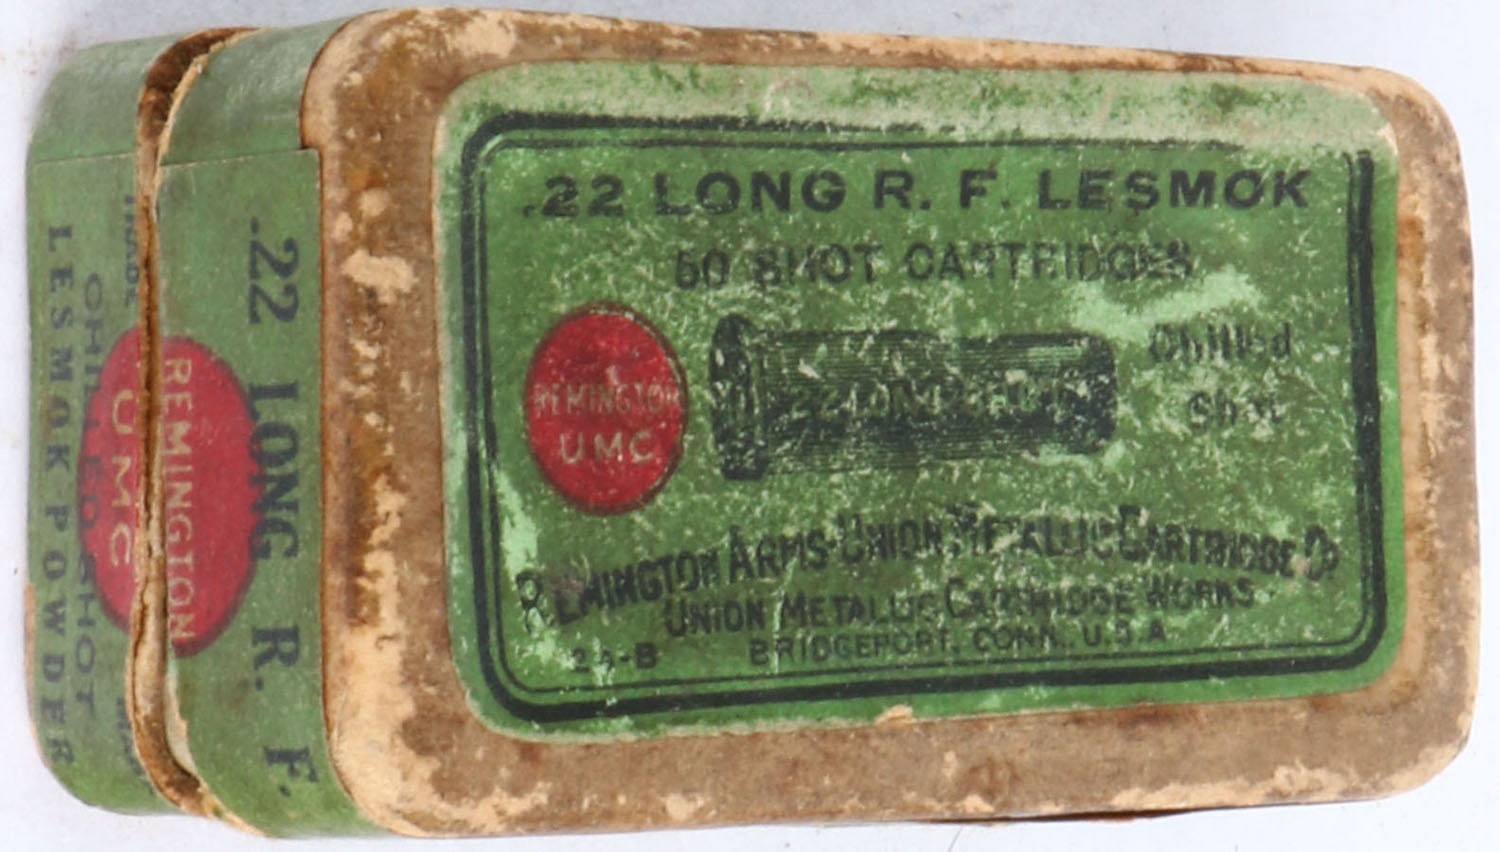 .22 LONG R. F. LESMOK
50 SHOT CARTRIDGES
REMINGTON
UMC
Chilled
Shot
REMINGTON ARMS-UNION METALLIC CARTRIDGE CO
UNION METALLIC CARTRIDGE WORKS
BRIDGEPORT, CONN., U.S.A.
.22 LONG R. F.
REMINGTON
UMC
TRADE
CHILLED SHOT
LESMOK POWDER